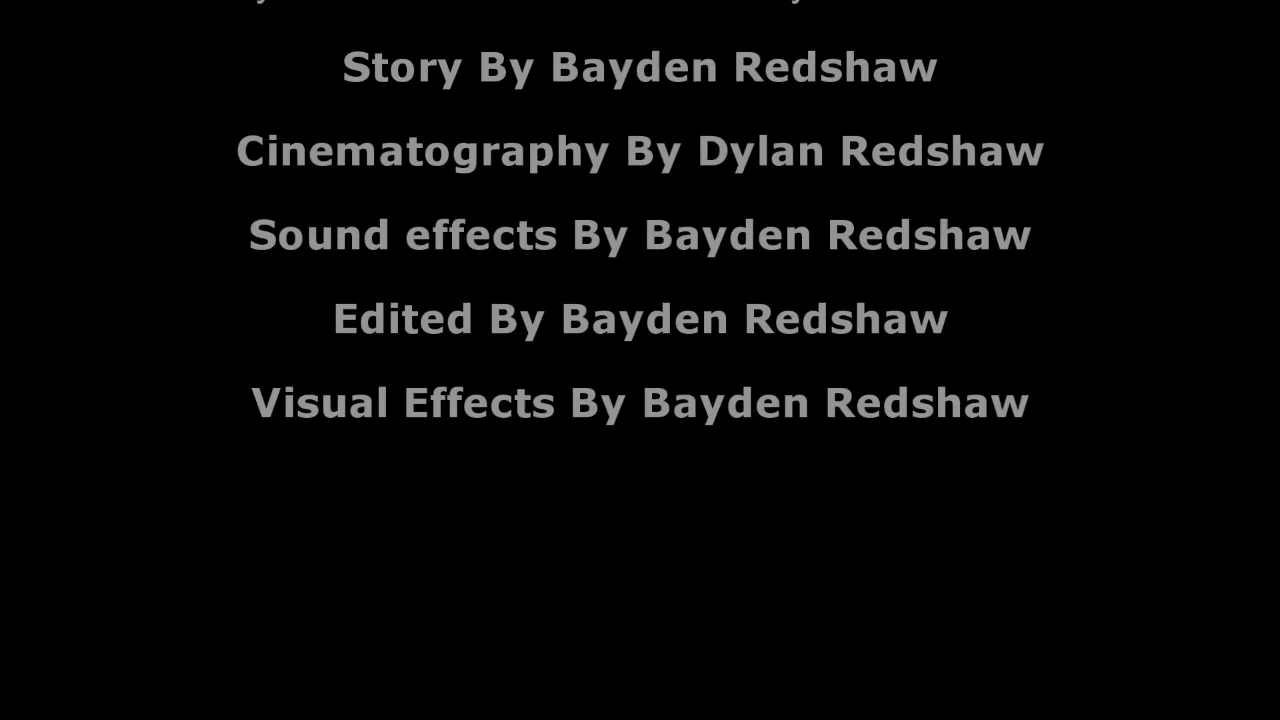 Story By Bayden Redshaw
Cinematography By Dylan Redshaw
Sound effects By Bayden Redshaw
Edited By Bayden Redshaw
Visual Effects By Bayden Redshaw